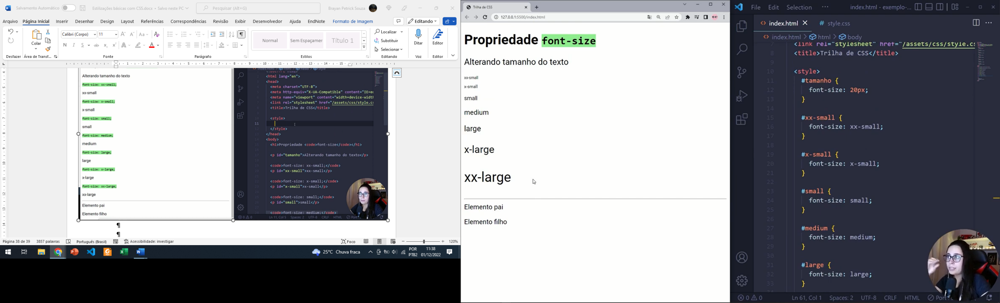 Salvamento Automático
Estilizações básicas com CSS.docx • Salvo neste PC
Pesquisar (Alt+G)
Brayan Petrick Souza
Arquivo Página Inicial Inserir Desenhar Design Layout Referências Correspondências Revisão Exibir Desenvolvedor Ajuda EndNote Formato de Imagem
Editando
Calibri (Corpo) 11
Colar
N I S
Normal
Sem Espaçamer
Título 1
Localizar
Substituir
Selecionar
Ditar
Editor
Desfazer
Área de Transf...
Fonte
Parágrafo
Estilos
Editando
Voz
Editor
Alterando tamanho do texto
font-size: xx-small;
xx-small
font-size: x-small;
x-small
font-size: small;
small
font-size: medium;
medium
font-size: large;
large
font-size: x-large;
x-large
font-size: xx-large;
xx-large
Elemento pai
Elemento filho
<html lang="en">
<head>
<meta charset="UTF-8">
<meta http-equiv="X-UA-Compatible" content="IE=ed
<meta name="viewport" content="width=device-width
<link rel="stylesheet" href="/assets/css/style.cs
<title>Trilha de CSS</title>
<style>
11
</style>
</head>
<body>
<h1>Propriedade <code>font-size</code></h1>
<p id="tamanho">Alterando tamanho do texto</p>
<code>font-size: xx-small;</code>
<p id="xx-small">xx-small</p>
<code>font-size: x-small;</code>
<p id="x-small">x-small</p>
<code>font-size: small;</code>
<p id="small">small</p>
<code>font-size: medium;</code>
Ln 11, Col 5 Spaces: 2 UTF-8 CRLF HTML Port
¶
¶
Página 38 de 39
3857 palavras
Português (Brasil)
Acessibilidade: investigar
Foco
120%
25°C Chuva fraca
POR
PTB2
11:38
01/12/2022
Trilha de CSS
127.0.0.1:5500/index.html
Propriedade font-size
Alterando tamanho do texto
xx-small
x-small
small
medium
large
x-large
xx-large
Elemento pai
Elemento filho
File Edit Selection ···
index.html - exemplo-...
index.html
# style.css
index.html > html > body
<link rel="stylesheet" href="/assets/css/style.cs
8 <title>Trilha de CSS</title>
9
10 <style>
11 #tamanho {
12 font-size: 20px;
13 }
14
15 #xx-small {
16 font-size: xx-small;
17 }
18
19 #x-small {
20 font-size: x-small;
21 }
22
23 #small {
24 font-size: small;
25 }
26
27 #medium {
28 font-size: medium;
29 }
30
31 #large {
32 font-size: large;
33 }
0 0
Ln 61, Col 1 Spaces: 2 UTF-8 CRLF HTML Port